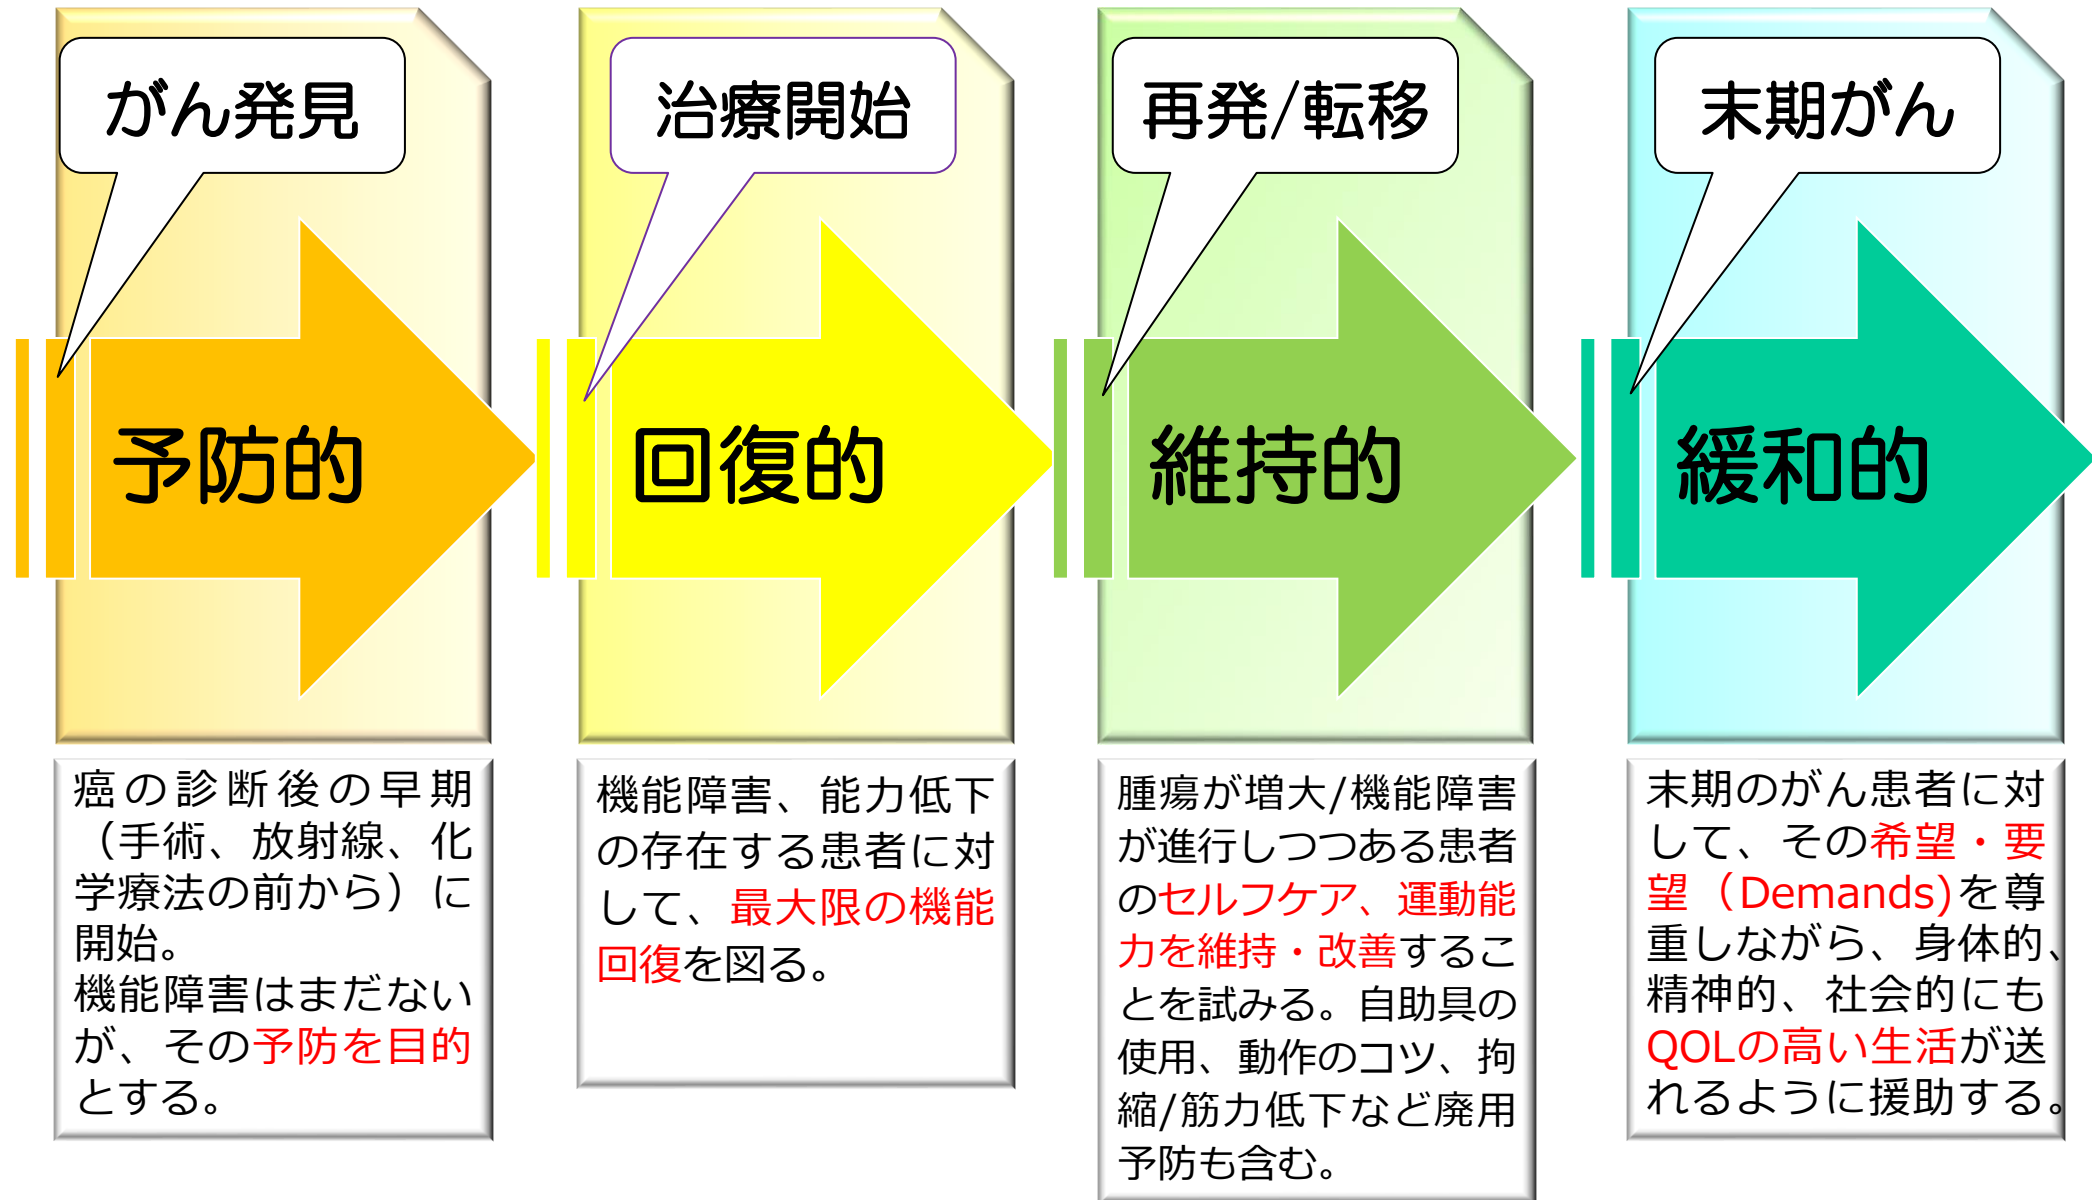 がん発見
予防的
癌の診断後の早期
（手術、放射線、化
学療法の前から）に
開始。
機能障害はまだない
が、その予防を目的
とする。
治療開始
回復的
機能障害、能力低下
の存在する患者に対
して、最大限の機能
回復を図る。
再発/転移
維持的
腫瘍が増大/機能障害
が進行しつつある患者
のセルフケア、運動能
力を維持・改善するこ
とを試みる。自助具の
使用、動作のコツ、拘
縮/筋力低下など廃用
予防も含む。
末期がん
緩和的
末期のがん患者に対
して、その希望・要
望（Demands)を尊
重しながら、身体的、
精神的、社会的にも
QOLの高い生活が送
れるように援助する。